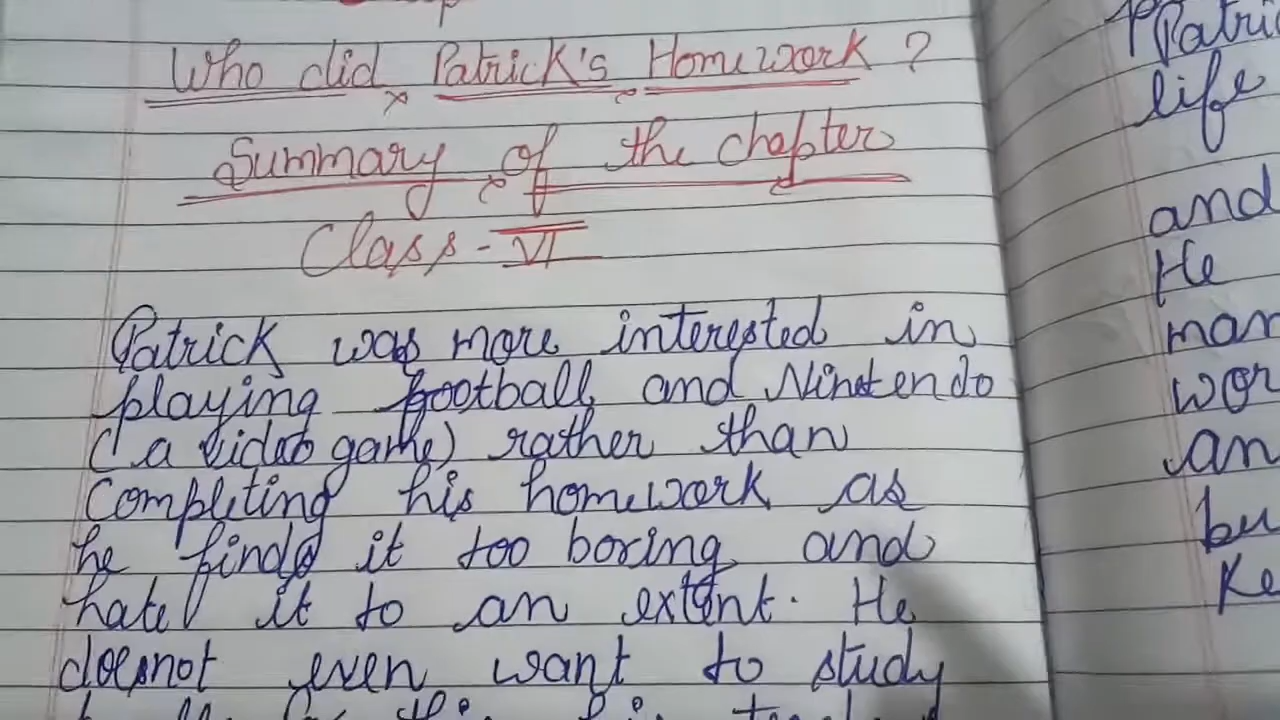 Who did Patrick's Homework ?
Summary of the chapter
Class - VI
Patrick was more interested in
playing football and Nintendo
( a video game) rather than
Completing his homework as
he finds it too boring and
hate it to an extent. He
doesnot even want to study
Patri
life
and
He
man
wor
an
bu
Ke